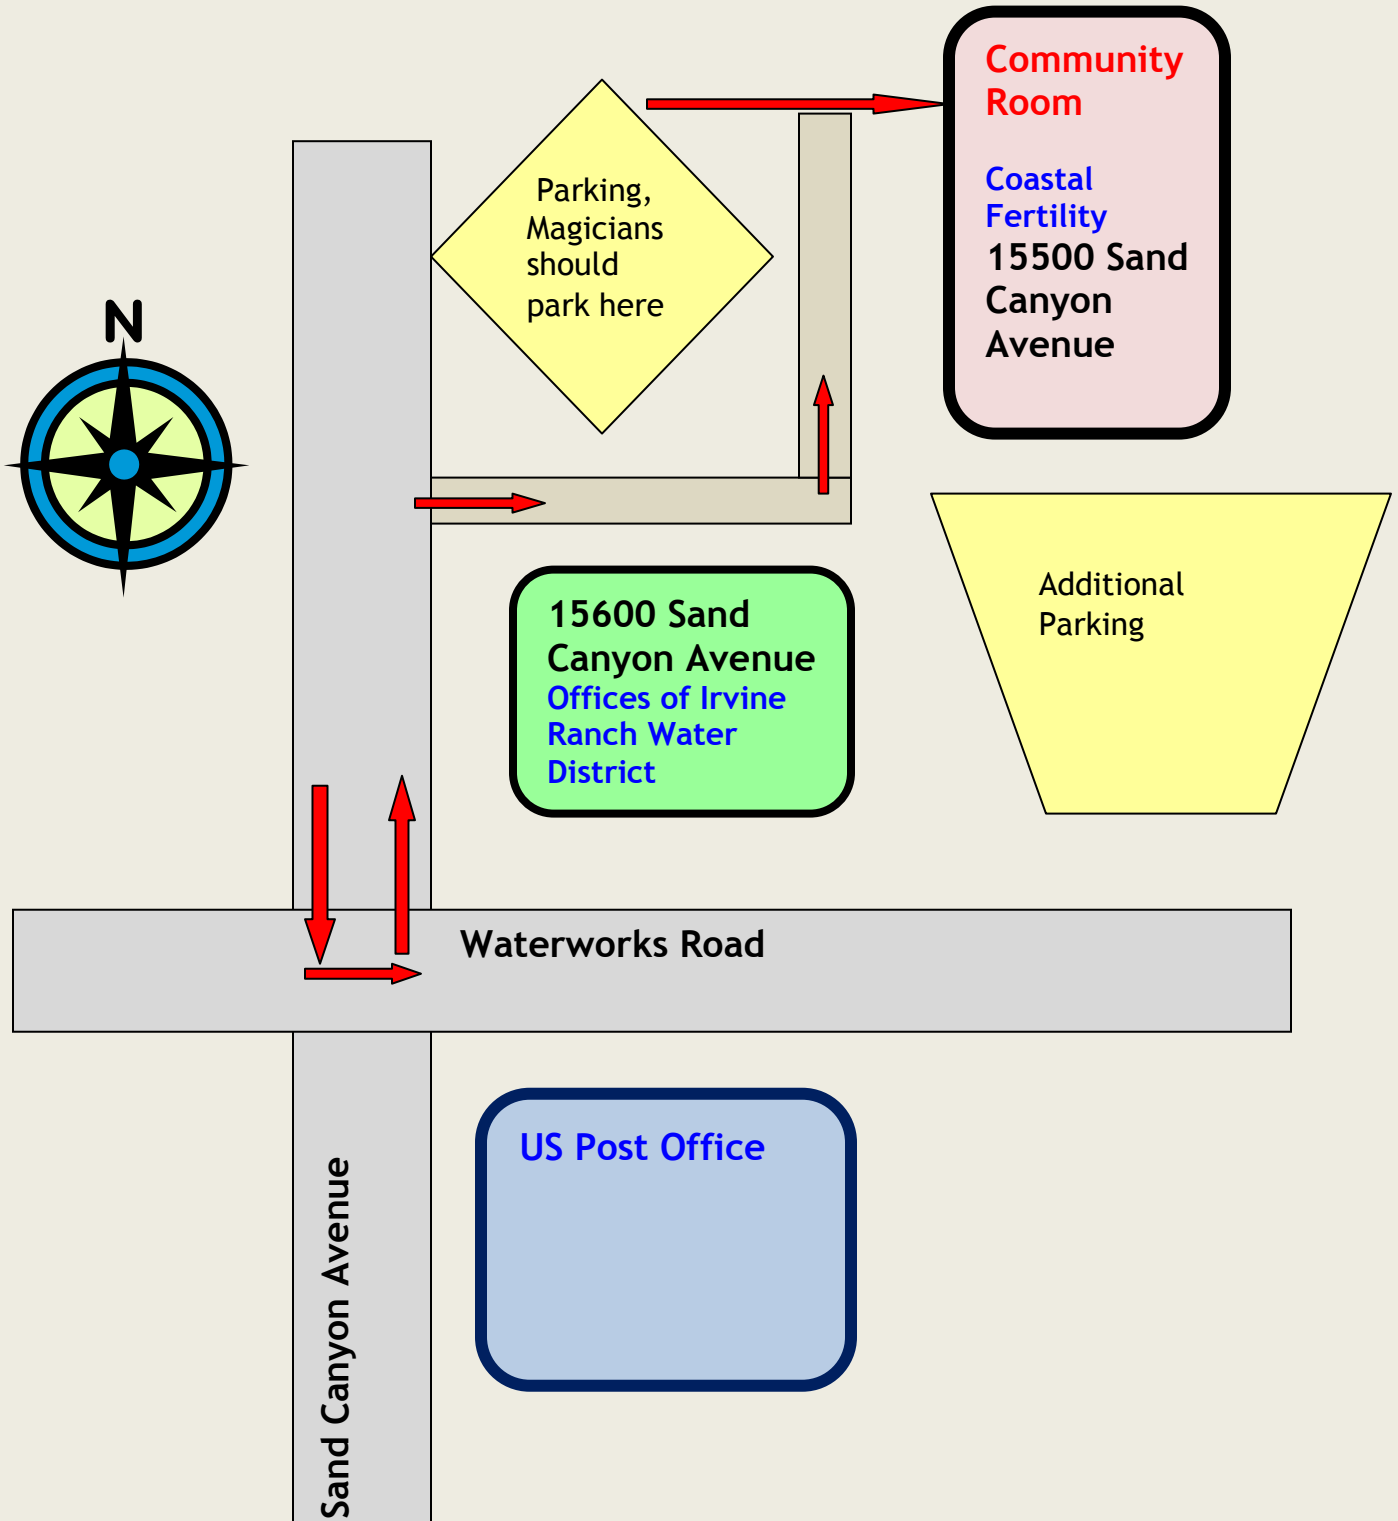 Community
Room
Coastal
Fertility
15500 Sand
Canyon
Avenue
Parking,
Magicians
should
park here
N
Additional
Parking
15600 Sand
Canyon Avenue
Offices of Irvine
Ranch Water
District
Waterworks Road
US Post Office
Sand Canyon Avenue